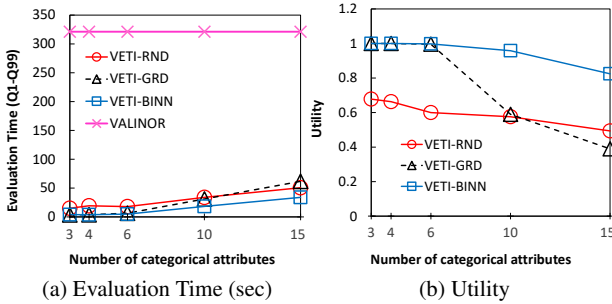 350
300
250
200
150
100
50
0
Evaluation Time (Q1-Q99)
VETI-RND
VETI-GRD
VETI-BINN
VALINOR
3 4 6 10 15
Number of categorical attributes
(a) Evaluation Time (sec)
1.2
1
0.8
0.6
0.4
0.2
0
Utility
VETI-RND
VETI-GRD
VETI-BINN
3 4 6 10 15
Number of categorical attributes
(b) Utility